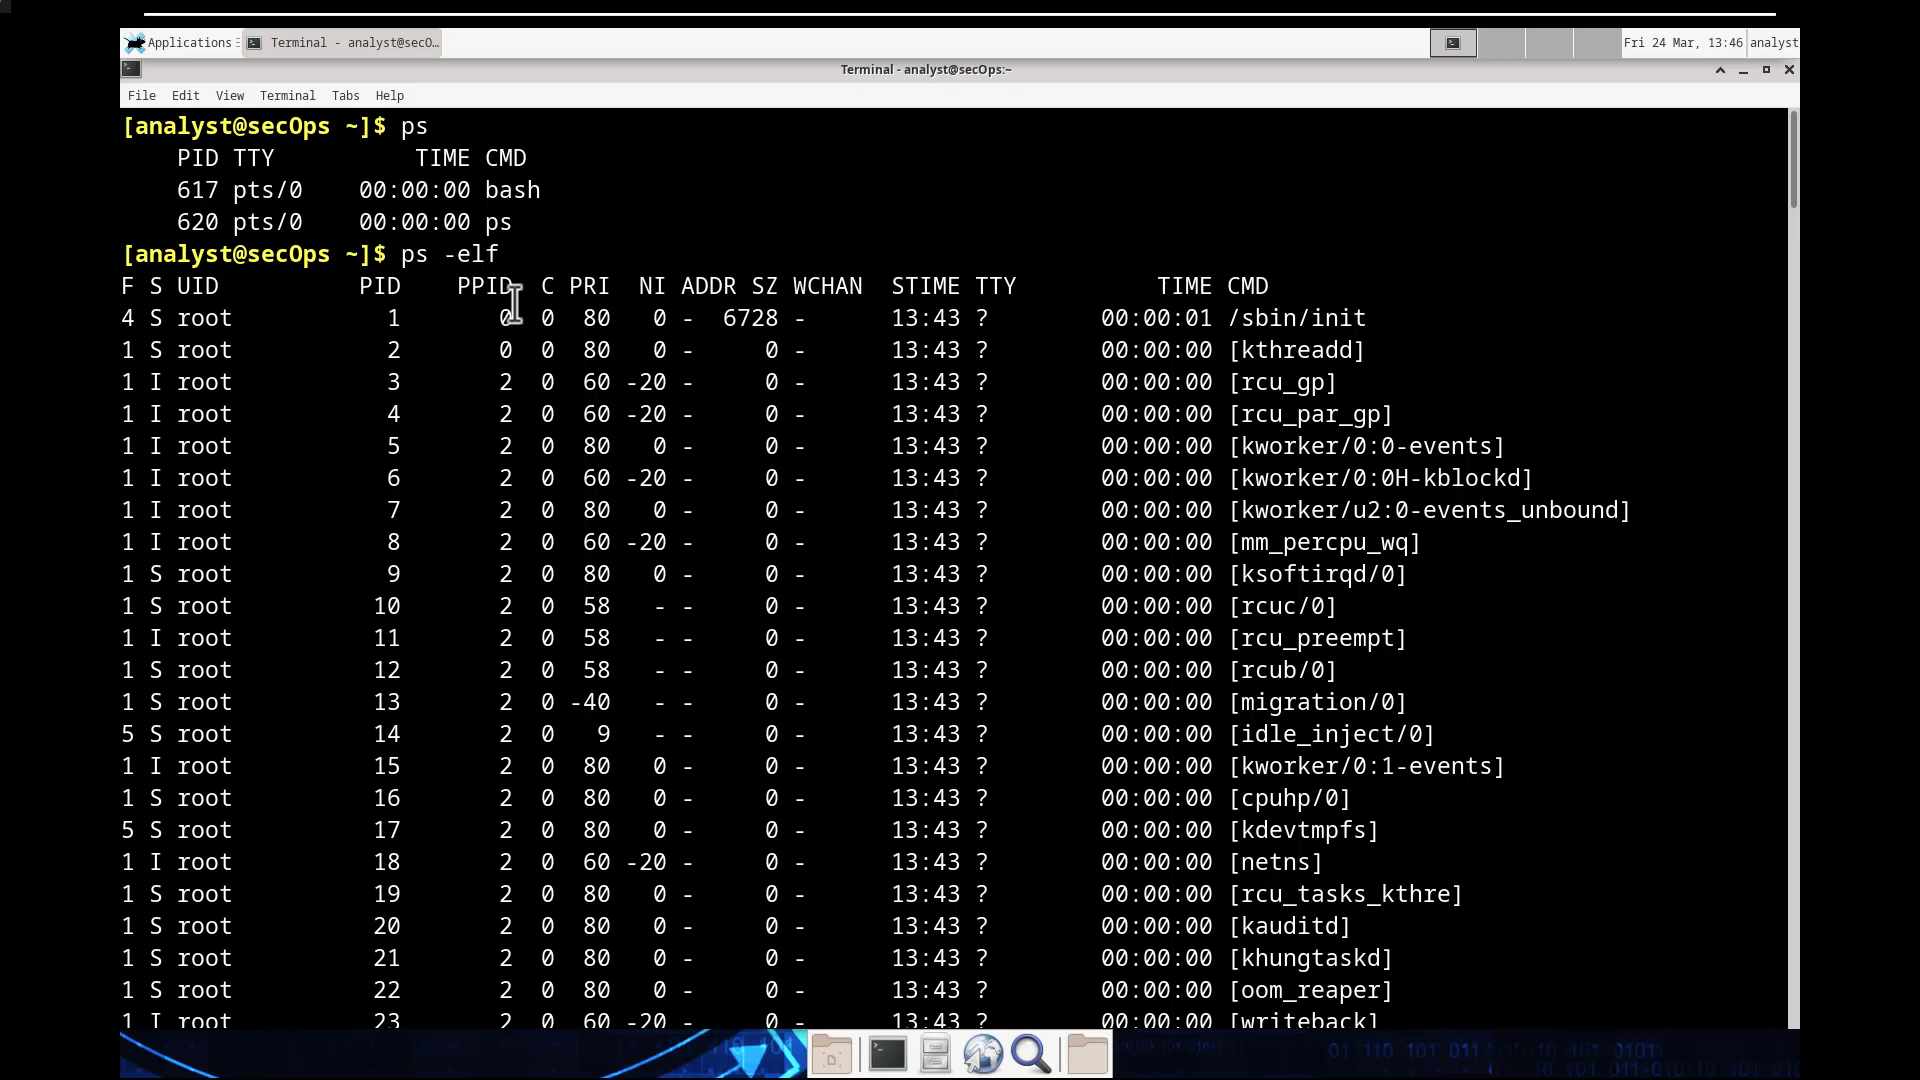 Applications
Terminal - analyst@secO…
Fri 24 Mar, 13:46
analyst
Terminal - analyst@secOps:~
File Edit View Terminal Tabs Help
[analyst@secOps ~]$ ps
    PID TTY          TIME CMD
    617 pts/0    00:00:00 bash
    620 pts/0    00:00:00 ps
[analyst@secOps ~]$ ps -elf
F S UID          PID    PPID  C PRI  NI ADDR SZ WCHAN  STIME TTY          TIME CMD
4 S root           1       0  0  80   0 -  6728 -      13:43 ?        00:00:01 /sbin/init
1 S root           2       0  0  80   0 -     0 -      13:43 ?        00:00:00 [kthreadd]
1 I root           3       2  0  60 -20 -     0 -      13:43 ?        00:00:00 [rcu_gp]
1 I root           4       2  0  60 -20 -     0 -      13:43 ?        00:00:00 [rcu_par_gp]
1 I root           5       2  0  80   0 -     0 -      13:43 ?        00:00:00 [kworker/0:0-events]
1 I root           6       2  0  60 -20 -     0 -      13:43 ?        00:00:00 [kworker/0:0H-kblockd]
1 I root           7       2  0  80   0 -     0 -      13:43 ?        00:00:00 [kworker/u2:0-events_unbound]
1 I root           8       2  0  60 -20 -     0 -      13:43 ?        00:00:00 [mm_percpu_wq]
1 S root           9       2  0  80   0 -     0 -      13:43 ?        00:00:00 [ksoftirqd/0]
1 S root          10       2  0  58   - -     0 -      13:43 ?        00:00:00 [rcuc/0]
1 I root          11       2  0  58   - -     0 -      13:43 ?        00:00:00 [rcu_preempt]
1 S root          12       2  0  58   - -     0 -      13:43 ?        00:00:00 [rcub/0]
1 S root          13       2  0 -40   - -     0 -      13:43 ?        00:00:00 [migration/0]
5 S root          14       2  0   9   - -     0 -      13:43 ?        00:00:00 [idle_inject/0]
1 I root          15       2  0  80   0 -     0 -      13:43 ?        00:00:00 [kworker/0:1-events]
1 S root          16       2  0  80   0 -     0 -      13:43 ?        00:00:00 [cpuhp/0]
5 S root          17       2  0  80   0 -     0 -      13:43 ?        00:00:00 [kdevtmpfs]
1 I root          18       2  0  60 -20 -     0 -      13:43 ?        00:00:00 [netns]
1 S root          19       2  0  80   0 -     0 -      13:43 ?        00:00:00 [rcu_tasks_kthre]
1 S root          20       2  0  80   0 -     0 -      13:43 ?        00:00:00 [kauditd]
1 S root          21       2  0  80   0 -     0 -      13:43 ?        00:00:00 [khungtaskd]
1 S root          22       2  0  80   0 -     0 -      13:43 ?        00:00:00 [oom_reaper]
1 I root          23       2  0  60 -20 -     0 -      13:43 ?        00:00:00 [writeback]